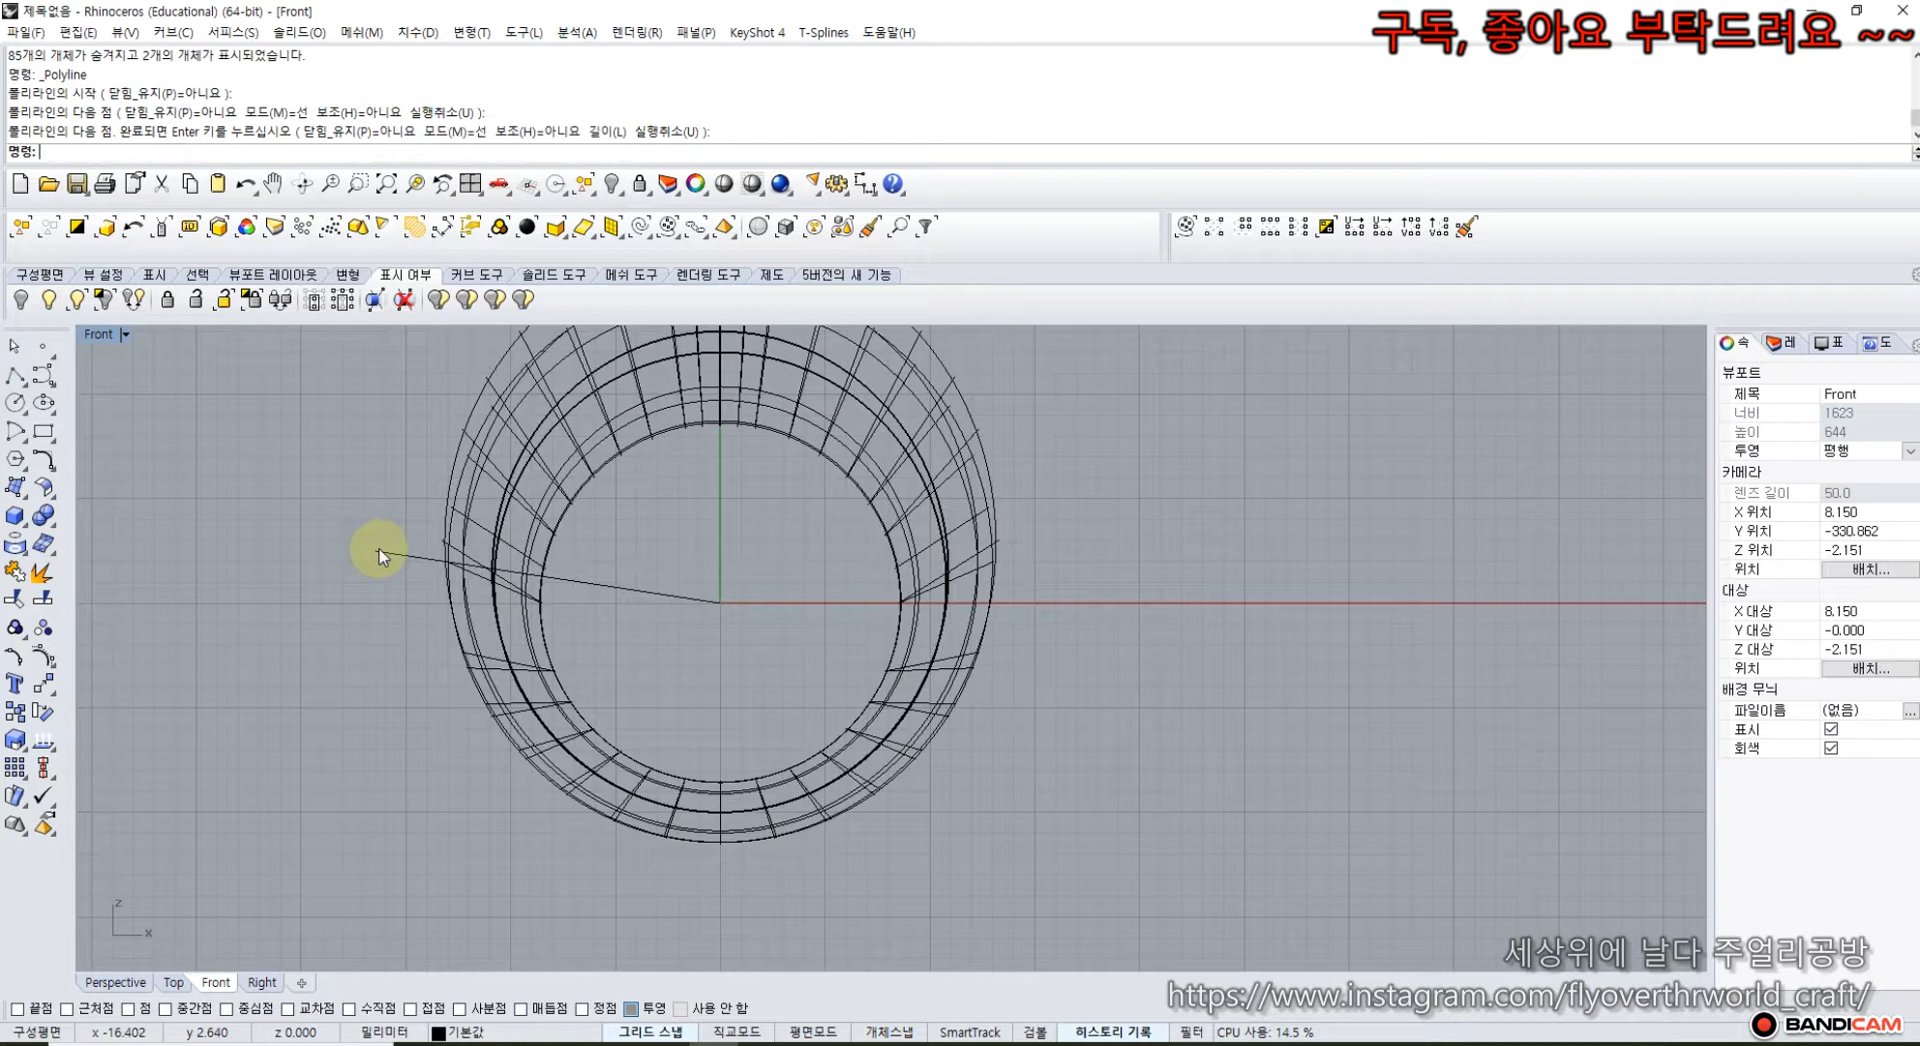 제목없음 - Rhinoceros (Educational) (64-bit) - [Front]
구독, 좋아요 부탁드려요 ~~
파일(F) 편집(E) 뷰(V) 커브(C) 서피스(S) 솔리드(O) 메쉬(M) 치수(D) 변형(T) 도구(L) 분석(A) 렌더링(R) 패널(P) KeyShot 4 T-Splines 도움말(H)
85개의 개체가 숨겨지고 2개의 개체가 표시되었습니다.
명령: _Polyline
폴리라인의 시작 ( 닫힘_유지(P)=아니요 ):
폴리라인의 다음 점 ( 닫힘_유지(P)=아니요 모드(M)=선 보조(H)=아니요 실행취소(U) ):
폴리라인의 다음 점. 완료되면 Enter 키를 누르십시오 ( 닫힘_유지(P)=아니요 모드(M)=선 보조(H)=아니요 길이(L) 실행취소(U) ):
명령:
구성평면 뷰 설정 표시 선택 뷰포트 레이아웃 변형 표시 여부 커브 도구 솔리드 도구 메쉬 도구 렌더링 도구 제도 5버전의 새 기능
Front
속 레 표 도
뷰포트
제목 Front
너비 1623
높이 644
투영 평행
카메라
렌즈 길이 50.0
X 위치 8.150
Y 위치 -330.862
Z 위치 -2.151
위치 배치...
대상
X 대상 8.150
Y 대상 -0.000
Z 대상 -2.151
위치 배치...
배경 무늬
파일이름 (없음) ...
표시
회색
z
x
세상위에 날다 주얼리공방
https://www.instagram.com/flyoverthrworld_craft/
Perspective Top Front Right
끝점 근처점 점 중간점 중심점 교차점 수직점 접점 사분점 매듭점 정점 투영 사용 안 함
구성평면 x -16.402 y 2.640 z 0.000 밀리미터 기본값 그리드 스냅 직교모드 평면모드 개체스냅 SmartTrack 검볼 히스토리 기록 필터 CPU 사용: 14.5 %
BANDICAM